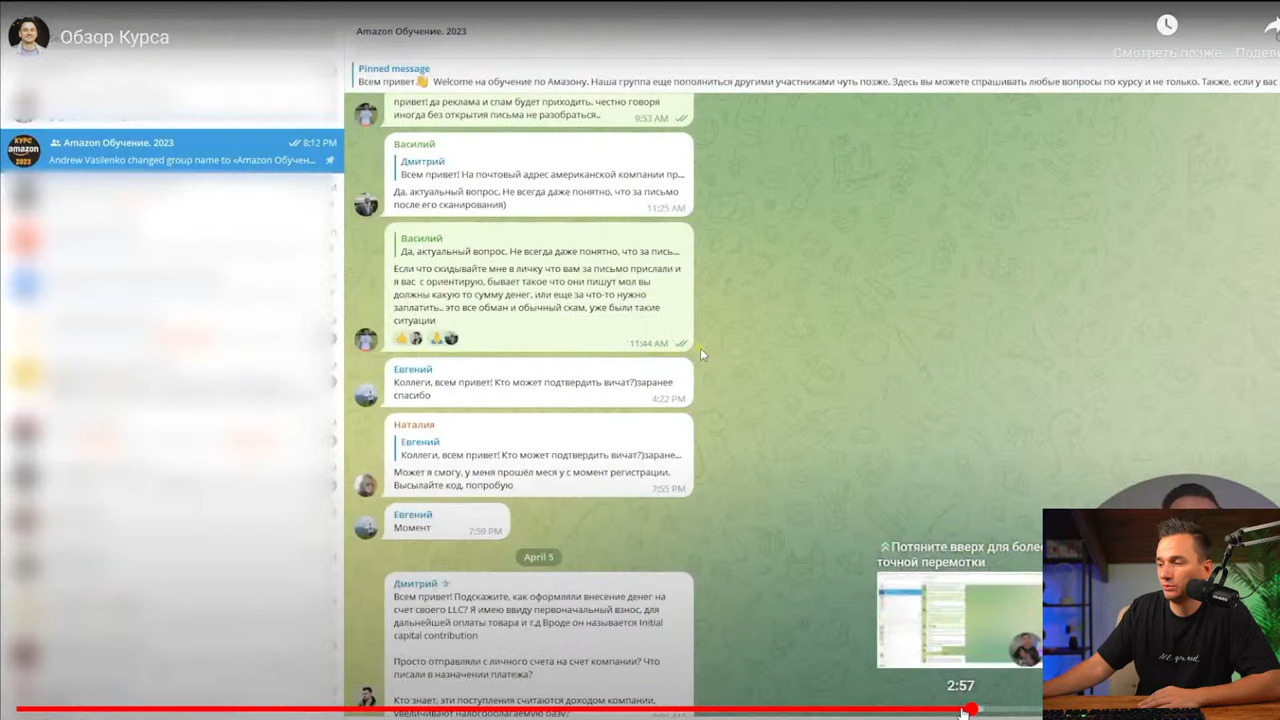 Обзор Курса
Смотреть позже
Amazon Обучение. 2023
Pinned message
Всем привет👋 Welcome на обучение по Амазону. Наша группа еще пополниться другими участниками чуть позже. Здесь вы можете спрашивать любые вопросы по курсу и не только. Также, если у вас
КУРС
amazon
2023
Amazon Обучение. 2023
8:12 PM
Andrew Vasilenko changed group name to «Amazon Обучен...
привет! да реклама и спам будет приходить. честно говоря
иногда без открытия письма не разобраться..
9:53 AM
Василий
Дмитрий
Всем привет! На почтовый адрес американской компании пр...
Да, актуальный вопрос. Не всегда даже понятно, что за письмо
после его сканирования)
11:25 AM
Василий
Да, актуальный вопрос. Не всегда даже понятно, что за пись...
Если что скидывайте мне в личку что вам за письмо прислали и
я вас с ориентирую, бывает такое что они пишут мол вы
должны какую то сумму денег, или еще за что-то нужно
заплатить.. это все обман и обычный скам, уже были такие
ситуации
11:44 AM
Евгений
Коллеги, всем привет! Кто может подтвердить вичат?)заранее
спасибо
4:22 PM
Наталия
Евгений
Коллеги, всем привет! Кто может подтвердить вичат?)заране...
Может я смогу, у меня прошёл меся у с момент регистрации.
Высылайте код, попробую
7:55 PM
Евгений
Момент
7:59 PM
April 5
Дмитрий
Всем привет! Подскажите, как оформляли внесение денег на
счет своего LLC? Я имею ввиду первоначальный взнос, для
дальнейшей оплаты товара и т.д Вроде он называется Initial
capital contribution
Просто отправляли с личного счета на счет компании? Что
писали в назначении платежа?
Кто знает, эти поступления считаются доходом компании,
увеличивают налогооблагаемую базу?
Потяните вверх для боле
точной перемотки
2:57